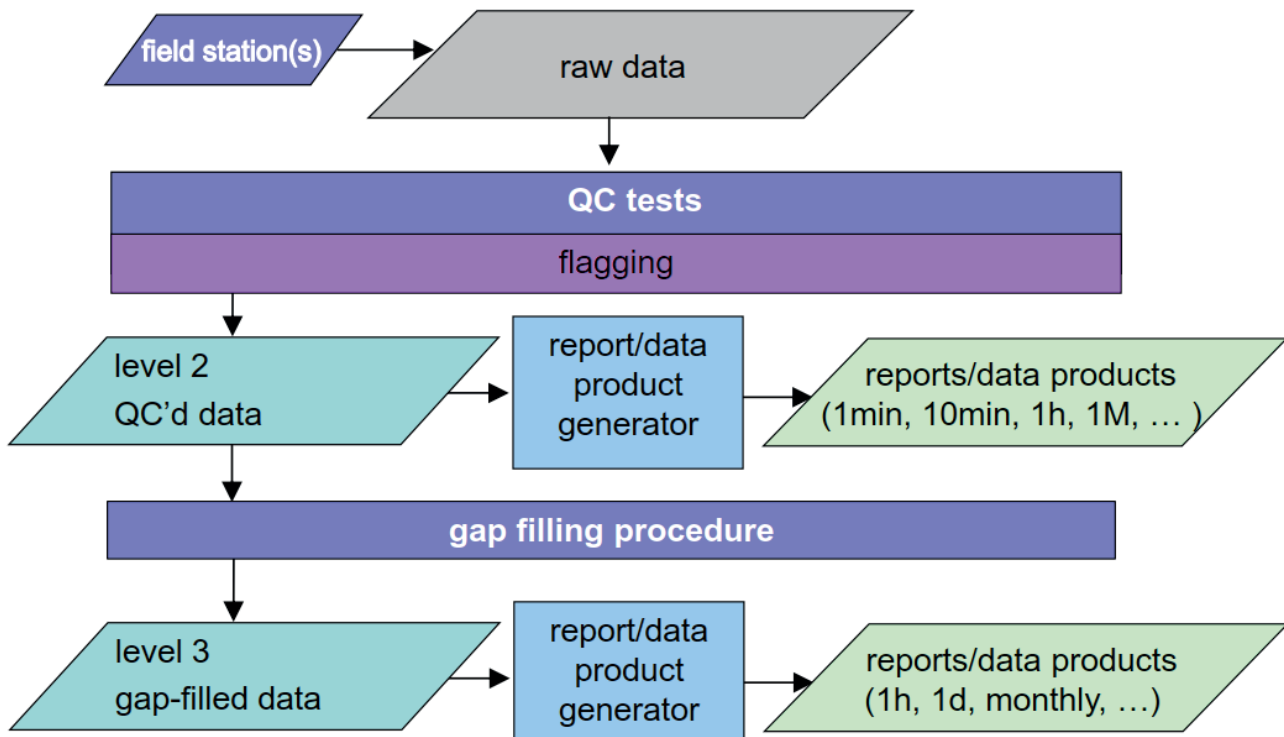 field station(s)
raw data
QC tests
flagging
level 2
QC’d data
report/data
product
generator
reports/data products
(1min, 10min, 1h, 1M, … )
gap filling procedure
level 3
gap-filled data
report/data
product
generator
reports/data products
(1h, 1d, monthly, …)